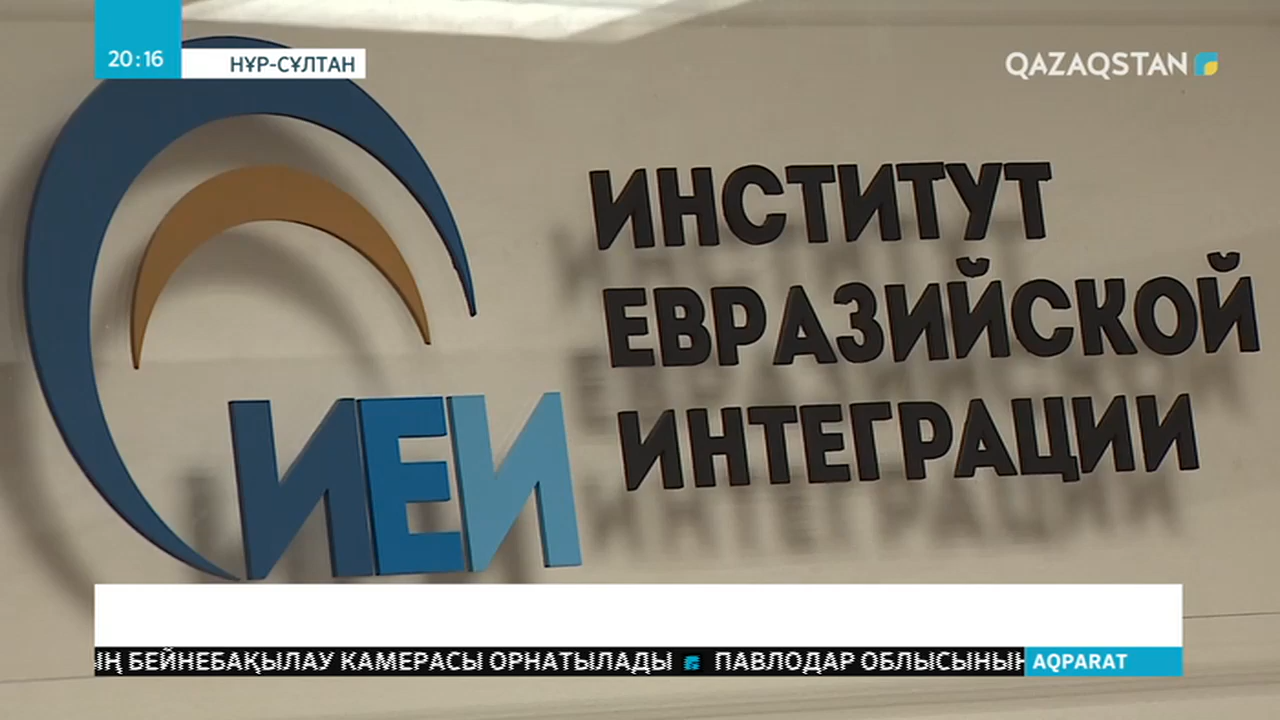 20:16
НҰР-СҰЛТАН
QAZAQSTAN
ИНСТИТУТ
ЕВРАЗИЙСКОЙ
ИНТЕГРАЦИИ
ИЕИ
БЕЙНЕБАҚЫЛАУ КАМЕРАСЫ ОРНАТЫЛАДЫ ПАВЛОДАР ОБЛЫСЫНЫҢ
AQPARAT